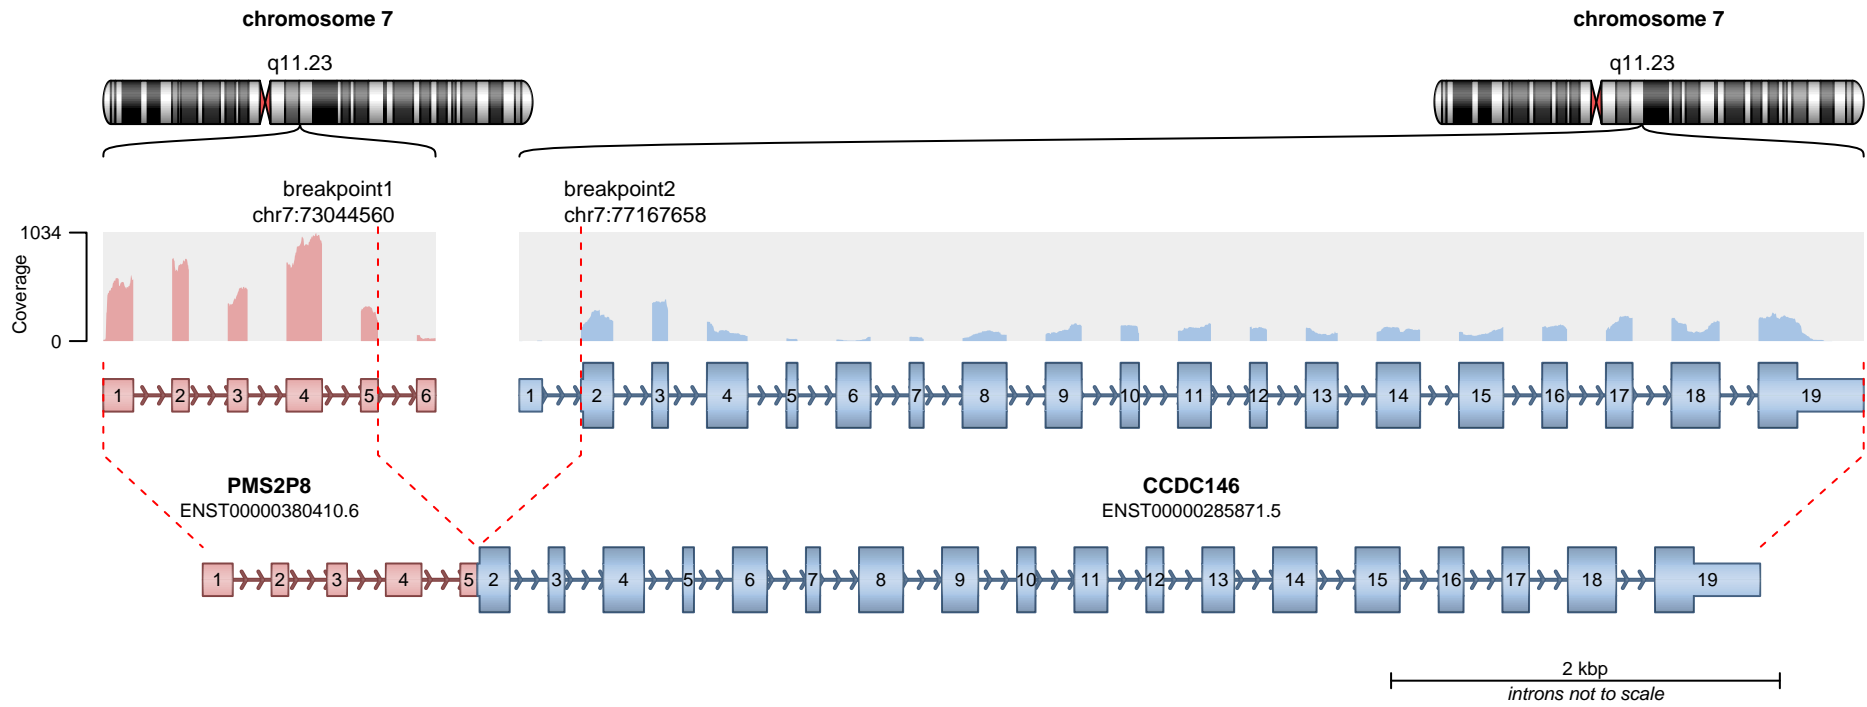 chromosome 7
chromosome 7
q11.23
q11.23
breakpoint1
chr7:73044560
breakpoint2
chr7:77167658
1034
Coverage
0
1 2 3 4 5 6
1 2 3 4 5 6 7 8 9 10 11 12 13 14 15 16 17 18 19
PMS2P8
ENST00000380410.6
CCDC146
ENST00000285871.5
1 2 3 4 5 2 3 4 5 6 7 8 9 10 11 12 13 14 15 16 17 18 19
2 kbp
introns not to scale